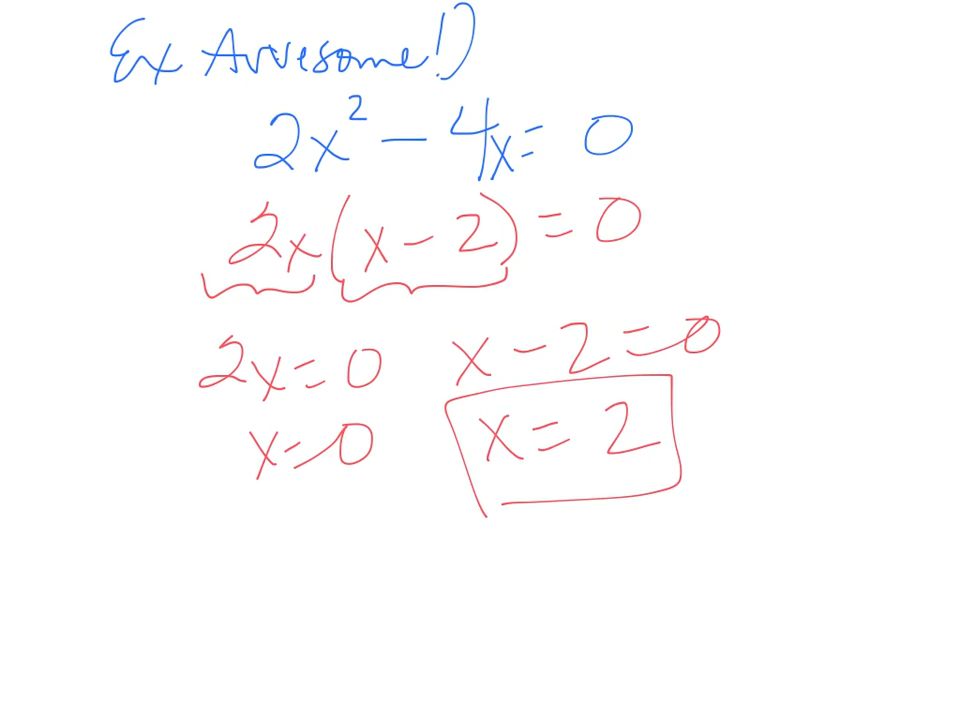 Ex Awesome!)
2x² - 4x = 0
2x(x - 2) = 0
2x = 0 x - 2 = 0
x = 0 x = 2